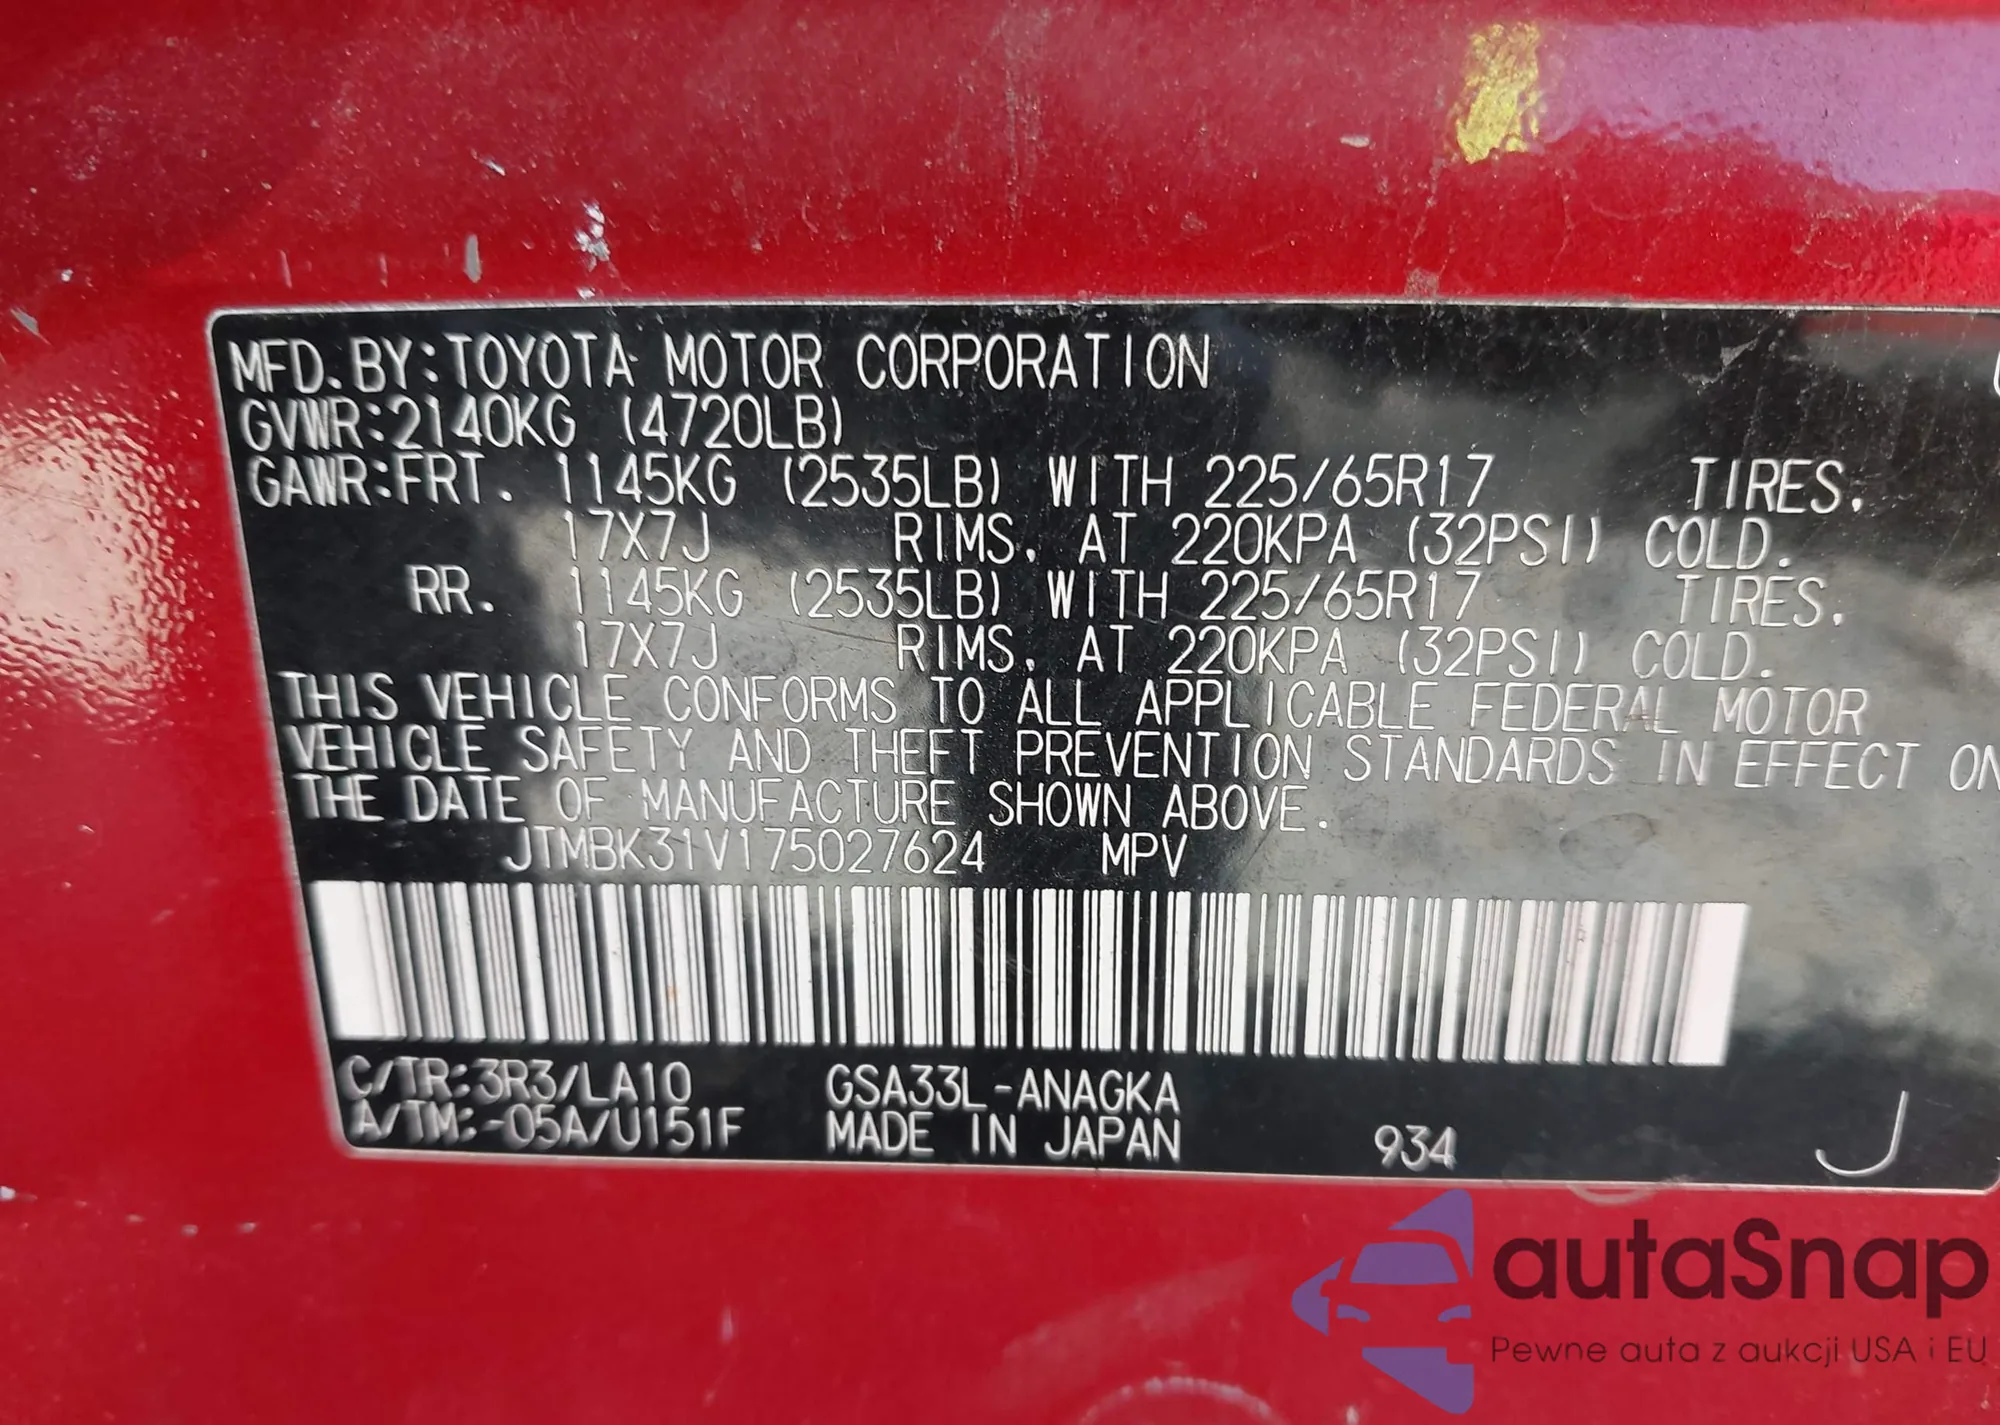 MFD. BY: TOYOTA MOTOR CORPORATION
GVWR: 2140KG (4720LB)
GAWR: FRT. 1145KG (2535LB) WITH 225/65R17 TIRES.
17X7J RIMS. AT 220KPA (32PSI) COLD.
RR. 1145KG (2535LB) WITH 225/65R17 TIRES.
17X7J RIMS. AT 220KPA (32PSI) COLD.
THIS VEHICLE CONFORMS TO ALL APPLICABLE FEDERAL MOTOR
VEHICLE SAFETY AND THEFT PREVENTION STANDARDS IN EFFECT ON
THE DATE OF MANUFACTURE SHOWN ABOVE.
JTMBK31V175027624 MPV
C/TR: 3R3/LA10 GSA33L-ANAGKA
A/TM: -05A/U151F MADE IN JAPAN 934 J
autaSnap
Pewne auta z aukcji USA i EU